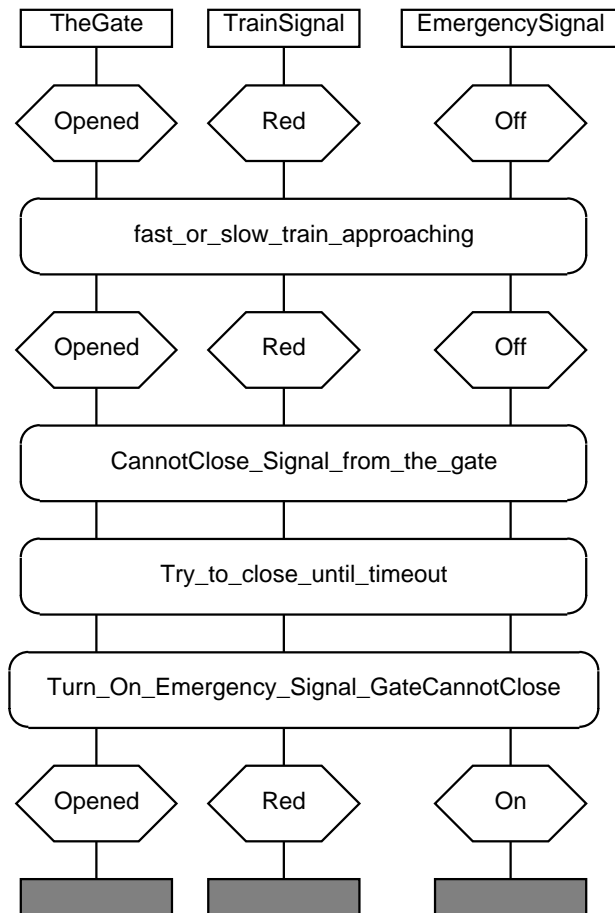 TheGate TrainSignal EmergencySignal
Opened Red Off
fast_or_slow_train_approaching
Opened Red Off
CannotClose_Signal_from_the_gate
Try_to_close_until_timeout
Turn_On_Emergency_Signal_GateCannotClose
Opened Red On